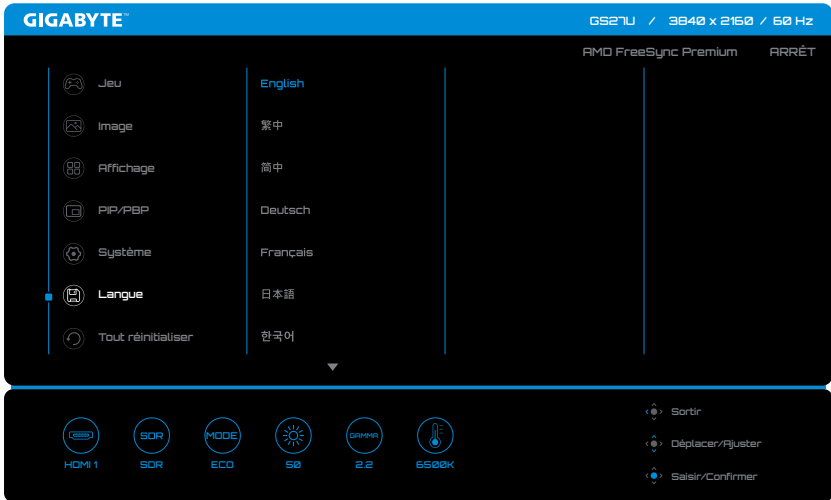 GIGABYTE™
GS27U / 3840 x 2160 / 60 Hz
AMD FreeSync Premium ARRÊT
Jeu
English
Image
繁中
Affichage
简中
PIP/PBP
Deutsch
Système
Français
Langue
日本語
Tout réinitialiser
한국어
SDR
MODE
GAMMA
HDMI 1
SDR
ECO
50
2.2
6500K
Sortir
Déplacer/Ajuster
Saisir/Confirmer